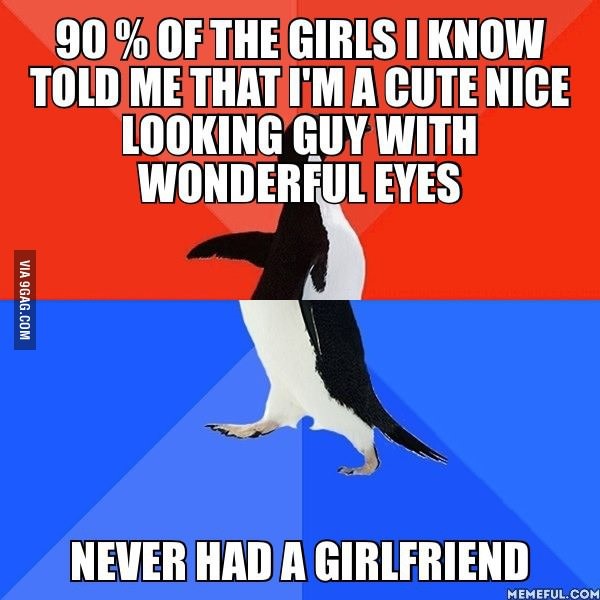 90 % OF THE GIRLS I KNOW
TOLD ME THAT I'M A CUTE NICE
LOOKING GUY WITH
WONDERFUL EYES
VIA 9GAG.COM
NEVER HAD A GIRLFRIEND
MEMEFUL.COM